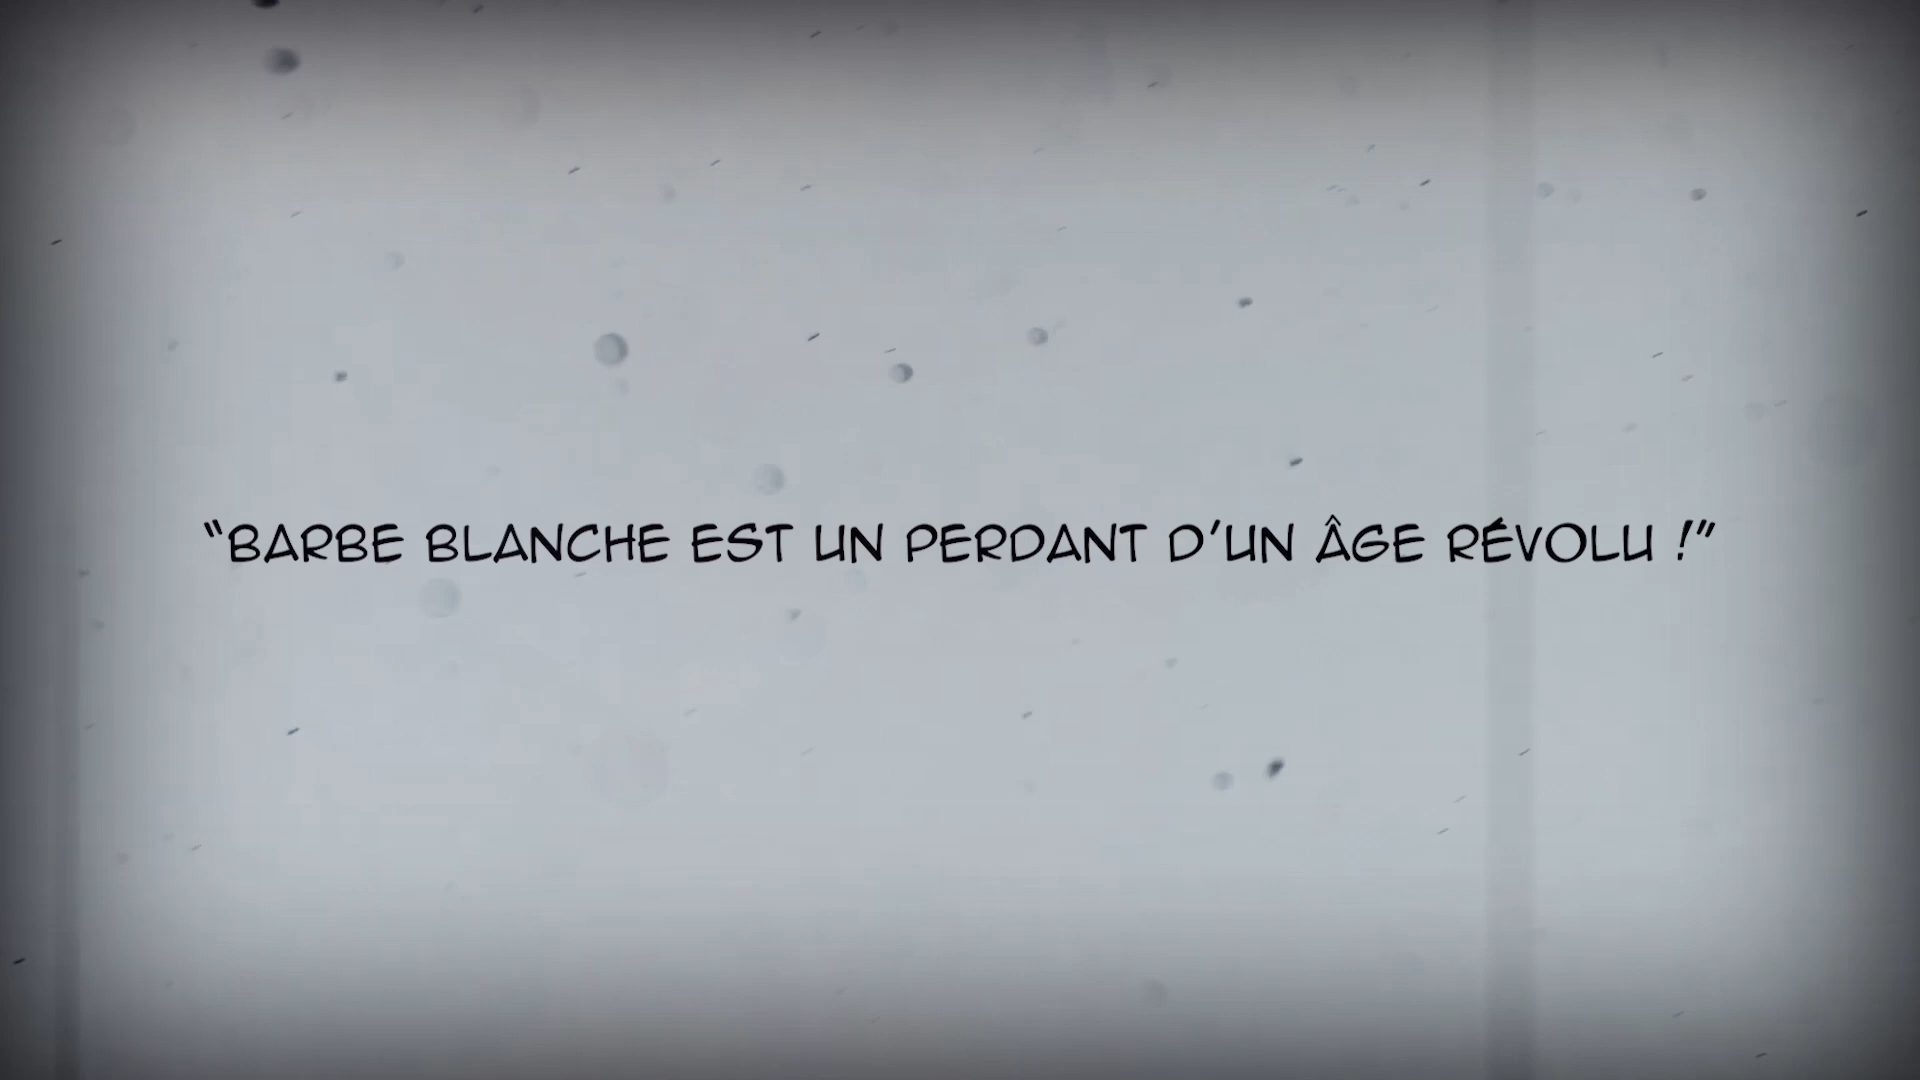 “BARBE BLANCHE EST UN PERDANT D’UN ÂGE RÉVOLU !”